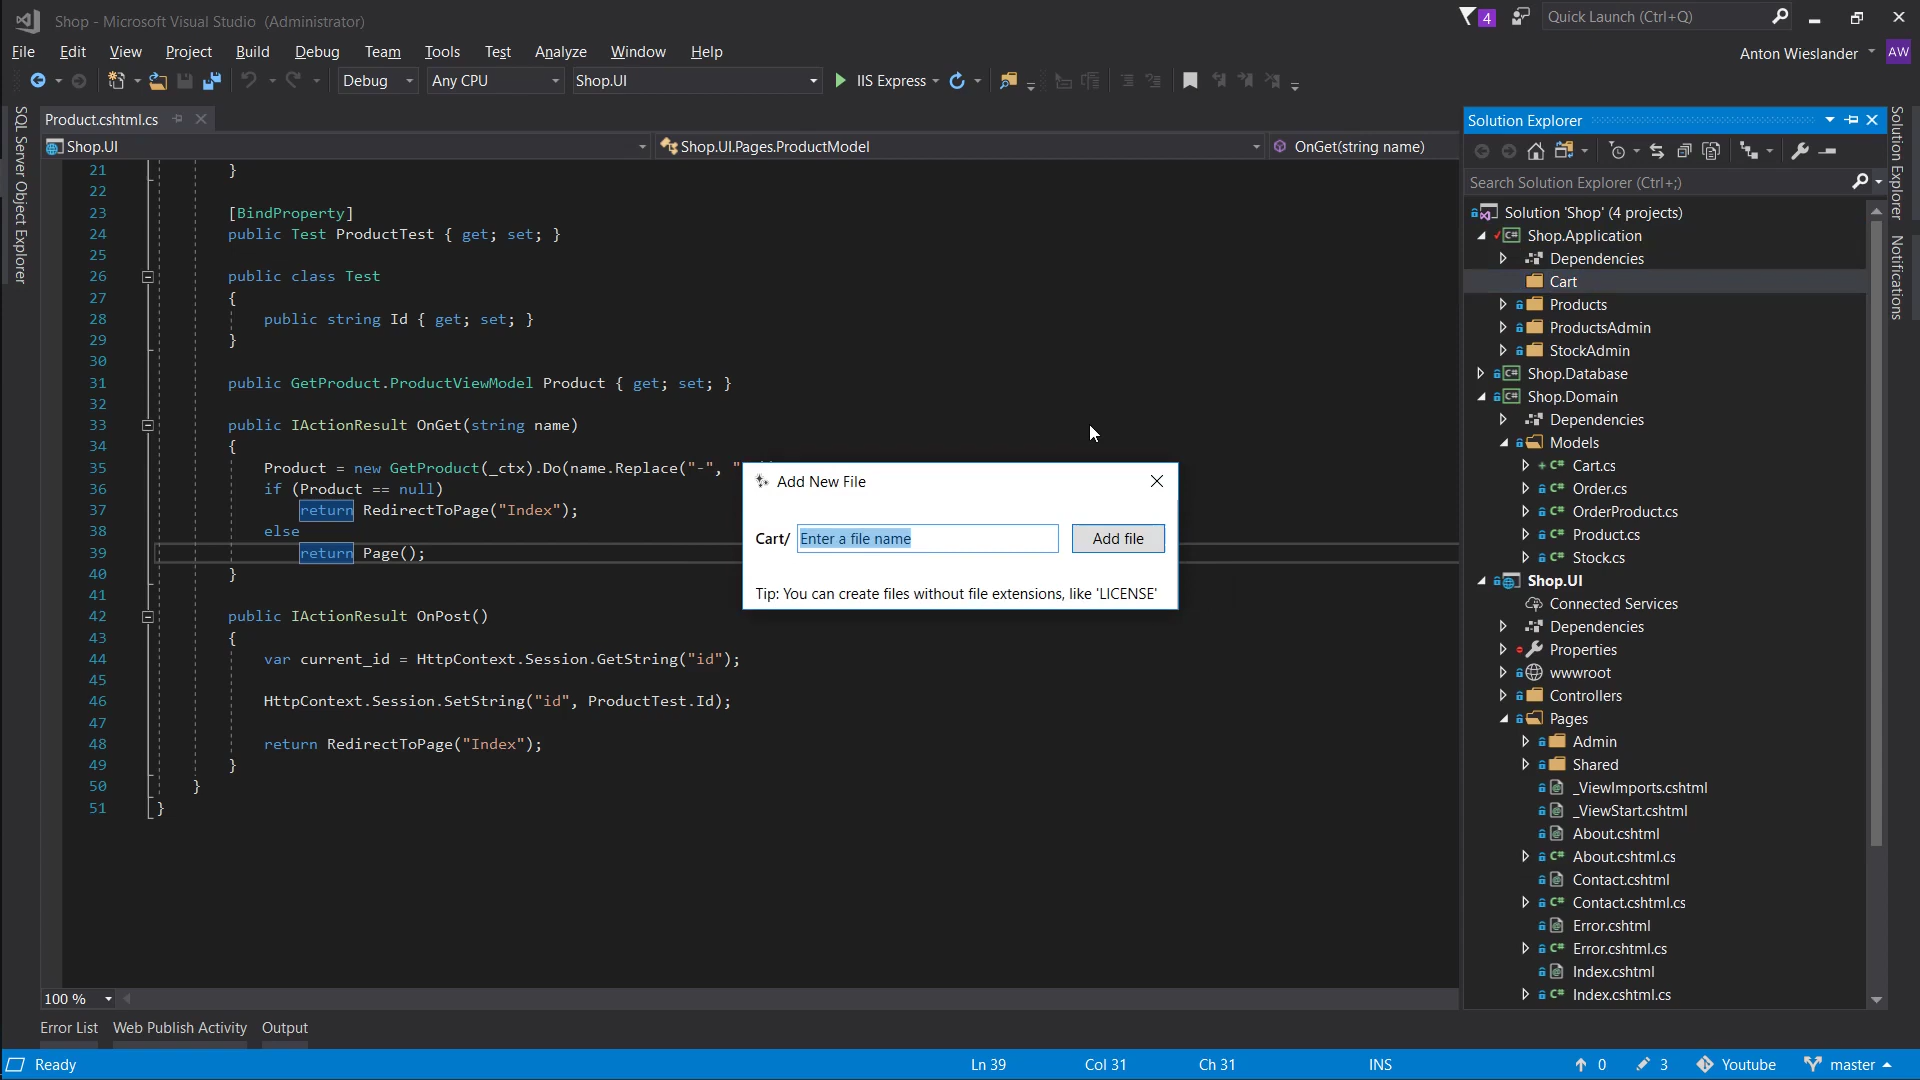 Shop - Microsoft Visual Studio (Administrator)
4
Quick Launch (Ctrl+Q)
File Edit View Project Build Debug Team Tools Test Analyze Window Help
Anton Wieslander AW
Debug Any CPU Shop.UI IIS Express
SQL Server Object Explorer
Product.cshtml.cs
Shop.UI Shop.UI.Pages.ProductModel OnGet(string name)
21 }
22
23 [BindProperty]
24 public Test ProductTest { get; set; }
25
26 public class Test
27 {
28 public string Id { get; set; }
29 }
30
31 public GetProduct.ProductViewModel Product { get; set; }
32
33 public IActionResult OnGet(string name)
34 {
35 Product = new GetProduct(_ctx).Do(name.Replace("-", "
36 if (Product == null)
37 return RedirectToPage("Index");
38 else
39 return Page();
40 }
41
42 public IActionResult OnPost()
43 {
44 var current_id = HttpContext.Session.GetString("id");
45
46 HttpContext.Session.SetString("id", ProductTest.Id);
47
48 return RedirectToPage("Index");
49 }
50 }
51 }
Add New File
Cart/ Enter a file name Add file
Tip: You can create files without file extensions, like 'LICENSE'
Solution Explorer
Search Solution Explorer (Ctrl+;)
Solution 'Shop' (4 projects)
C# Shop.Application
Dependencies
Cart
Products
ProductsAdmin
StockAdmin
C# Shop.Database
C# Shop.Domain
Dependencies
Models
C# Cart.cs
C# Order.cs
C# OrderProduct.cs
C# Product.cs
C# Stock.cs
Shop.UI
Connected Services
Dependencies
Properties
wwwroot
Controllers
Pages
Admin
Shared
_ViewImports.cshtml
_ViewStart.cshtml
About.cshtml
C# About.cshtml.cs
Contact.cshtml
C# Contact.cshtml.cs
Error.cshtml
C# Error.cshtml.cs
Index.cshtml
C# Index.cshtml.cs
Solution Explorer
Notifications
100 %
Error List Web Publish Activity Output
Ready Ln 39 Col 31 Ch 31 INS 0 3 Youtube master